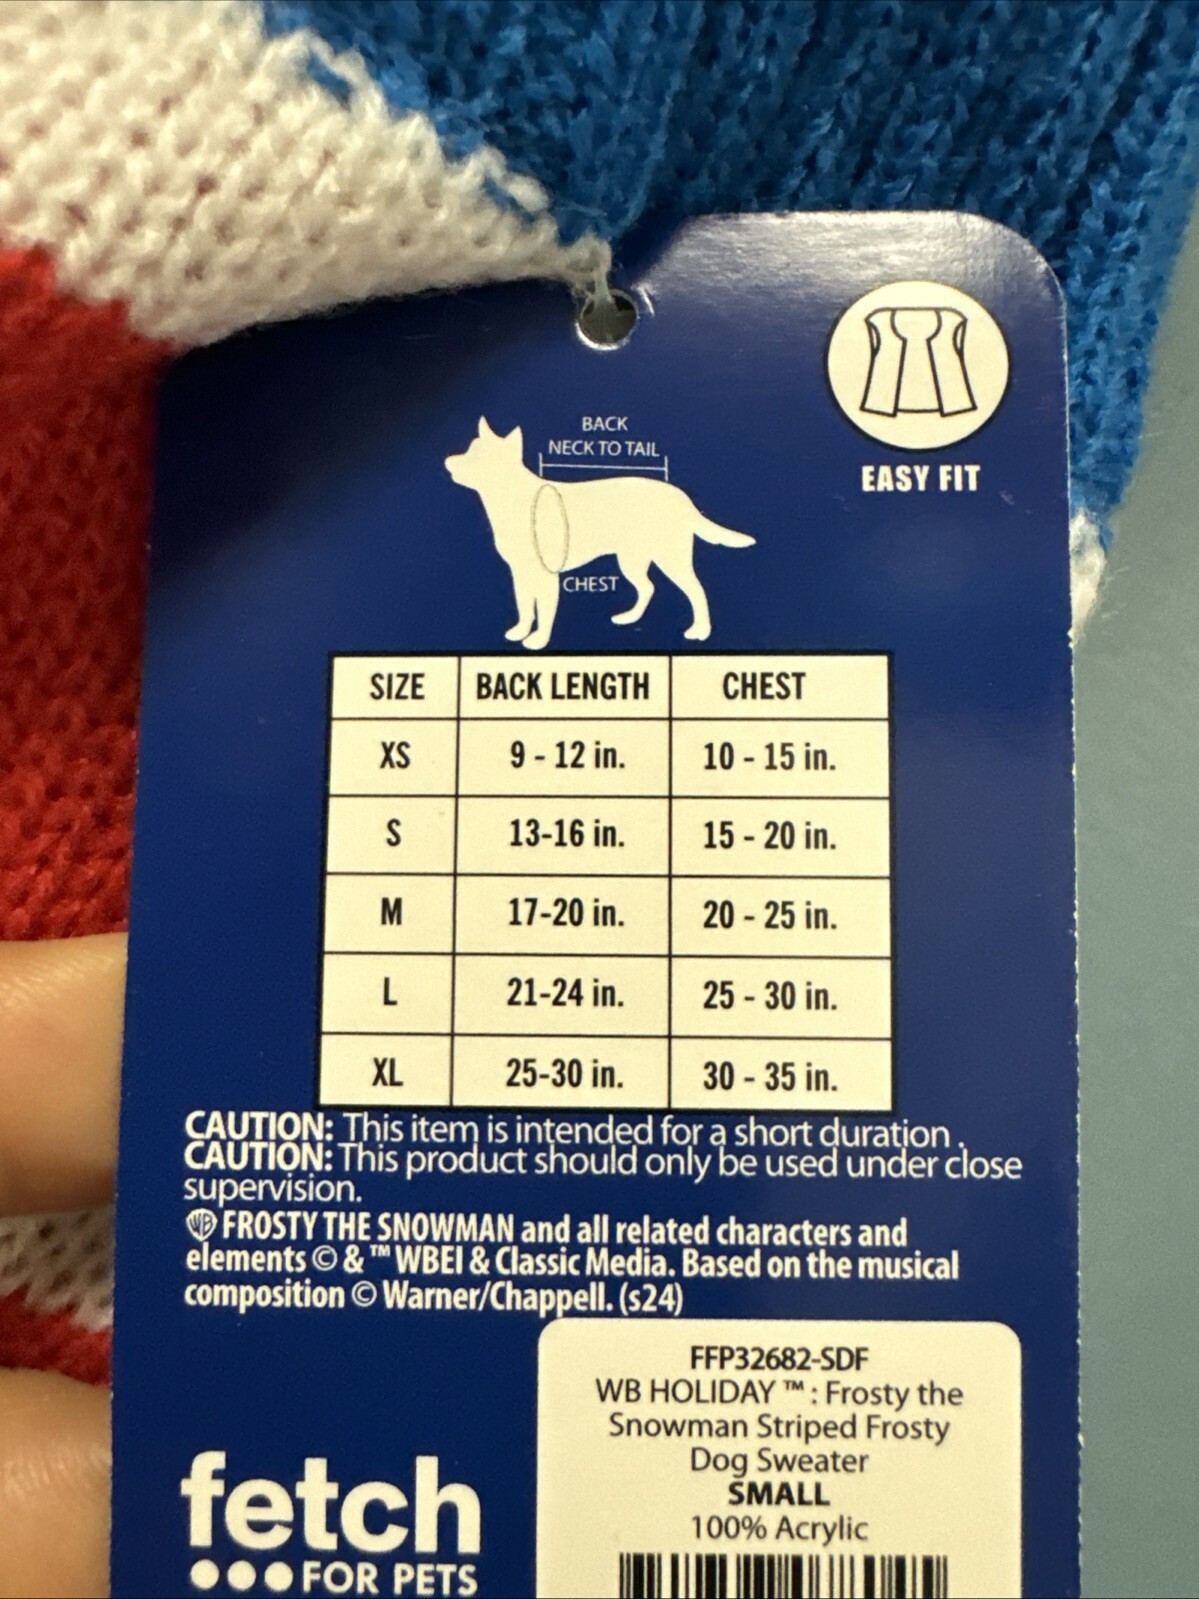 BACK
NECK TO TAIL
EASY FIT
CHEST
SIZE BACK LENGTH CHEST
XS 9 - 12 in. 10 - 15 in.
S 13-16 in. 15 - 20 in.
M 17-20 in. 20 - 25 in.
L 21-24 in. 25 - 30 in.
XL 25-30 in. 30 - 35 in.
CAUTION: This item is intended for a short duration .
CAUTION: This product should only be used under close
supervision.
WB FROSTY THE SNOWMAN and all related characters and
elements © & ™ WBEI & Classic Media. Based on the musical
composition © Warner/Chappell. (s24)
FFP32682-SDF
WB HOLIDAY ™ : Frosty the
Snowman Striped Frosty
Dog Sweater
SMALL
100% Acrylic
fetch
FOR PETS